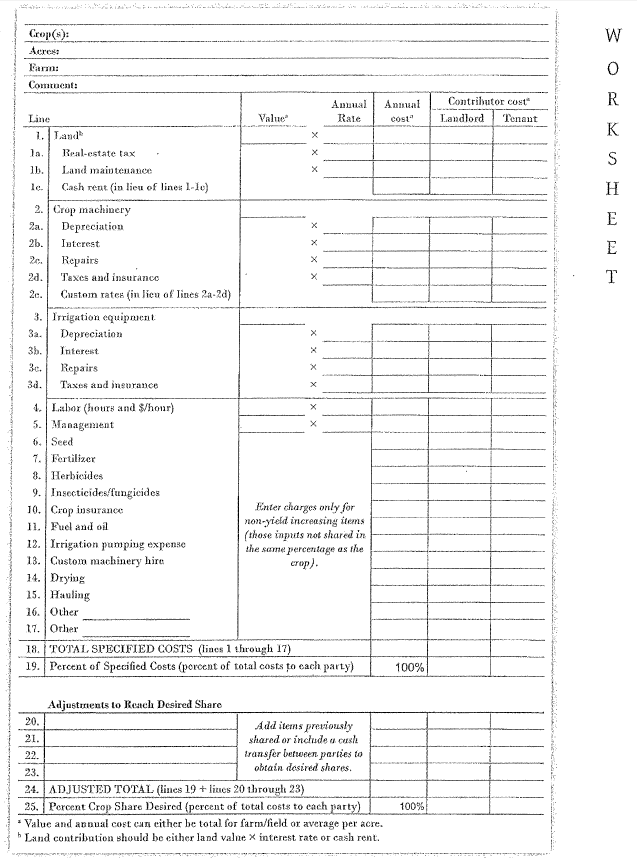 Crop(s):
Acres:
Farm:
Comment:
Annual Annual Contributor costª
Line Valueª Rate costª Landlord Tenant
1. Landᵇ ×
1a. Real-estate tax ×
1b. Land maintenance ×
1c. Cash rent (in lieu of lines 1-1c)
2. Crop machinery
2a. Depreciation ×
2b. Interest ×
2c. Repairs ×
2d. Taxes and insurance ×
2e. Custom rates (in lieu of lines 2a-2d)
3. Irrigation equipment
3a. Depreciation ×
3b. Interest ×
3c. Repairs ×
3d. Taxes and insurance ×
4. Labor (hours and $/hour) ×
5. Management ×
6. Seed
7. Fertilizer
8. Herbicides
9. Insecticides/fungicides
10. Crop insurance
11. Fuel and oil
12. Irrigation pumping expense
13. Custom machinery hire
14. Drying
15. Hauling
16. Other
17. Other
Enter charges only for
non-yield increasing items
(those inputs not shared in
the same percentage as the
crop).
18. TOTAL SPECIFIED COSTS (lines 1 through 17)
19. Percent of Specified Costs (percent of total costs to each party) 100%
Adjustments to Reach Desired Share
20.
21.
22.
23.
Add items previously
shared or include a cash
transfer between parties to
obtain desired shares.
24. ADJUSTED TOTAL (lines 19 + lines 20 through 23)
25. Percent Crop Share Desired (percent of total costs to each party) 100%
ª Value and annual cost can either be total for farm/field or average per acre.
ᵇ Land contribution should be either land value × interest rate or cash rent.
W
O
R
K
S
H
E
E
T